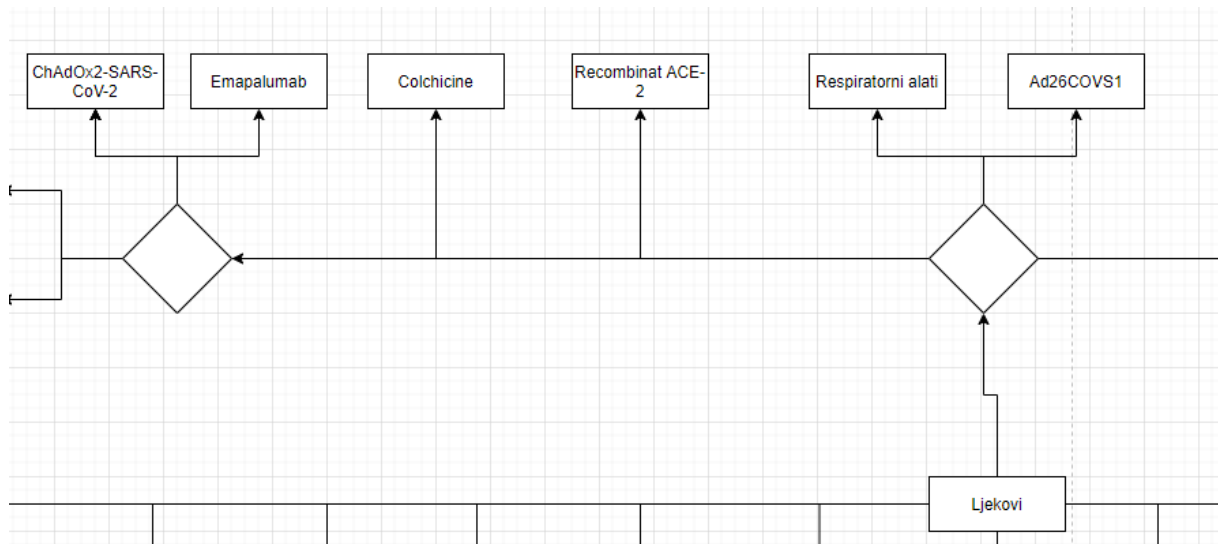 ChAdOx2-SARS-
CoV-2
Emapalumab
Colchicine
Recombinat ACE-
2
Respiratorni alati
Ad26COVS1
Ljekovi